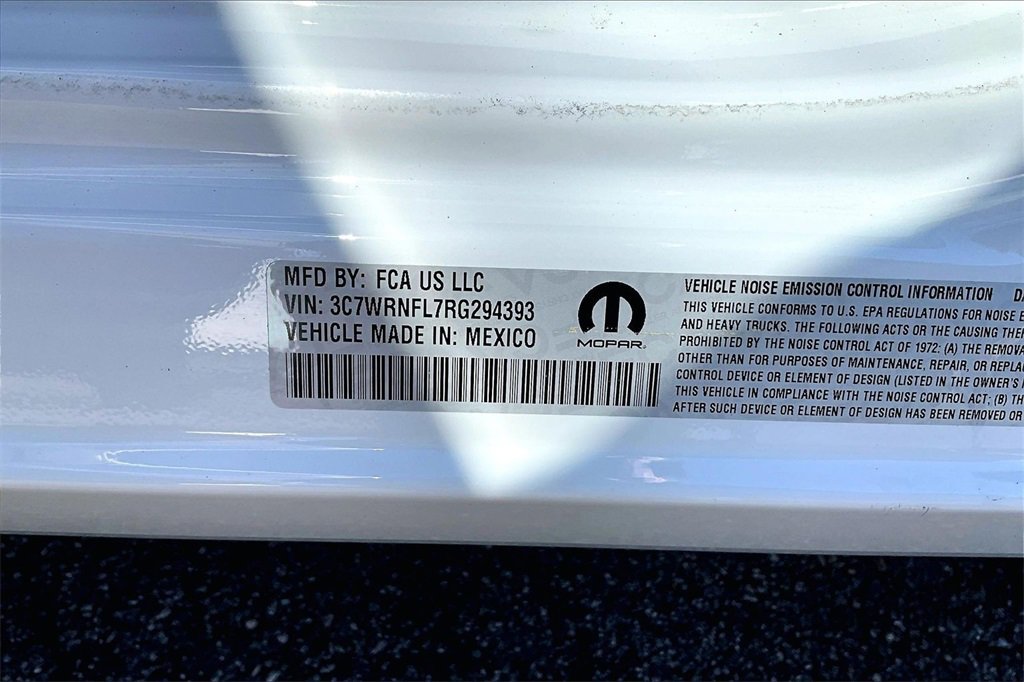 MFD BY: FCA US LLC
VIN: 3C7WRNFL7RG294393
VEHICLE MADE IN: MEXICO
MOPAR
VEHICLE NOISE EMISSION CONTROL INFORMATION
THIS VEHICLE CONFORMS TO U.S. EPA REGULATIONS FOR NOISE
AND HEAVY TRUCKS. THE FOLLOWING ACTS OR THE CAUSING
PROHIBITED BY THE NOISE CONTROL ACT OF 1972: (A) THE
OTHER THAN FOR PURPOSES OF MAINTENANCE, REPAIR, OR
CONTROL DEVICE OR ELEMENT OF DESIGN (LISTED IN THE OWNER'S
THIS VEHICLE IN COMPLIANCE WITH THE NOISE CONTROL ACT; (B)
AFTER SUCH DEVICE OR ELEMENT OF DESIGN HAS BEEN REMOVED OR